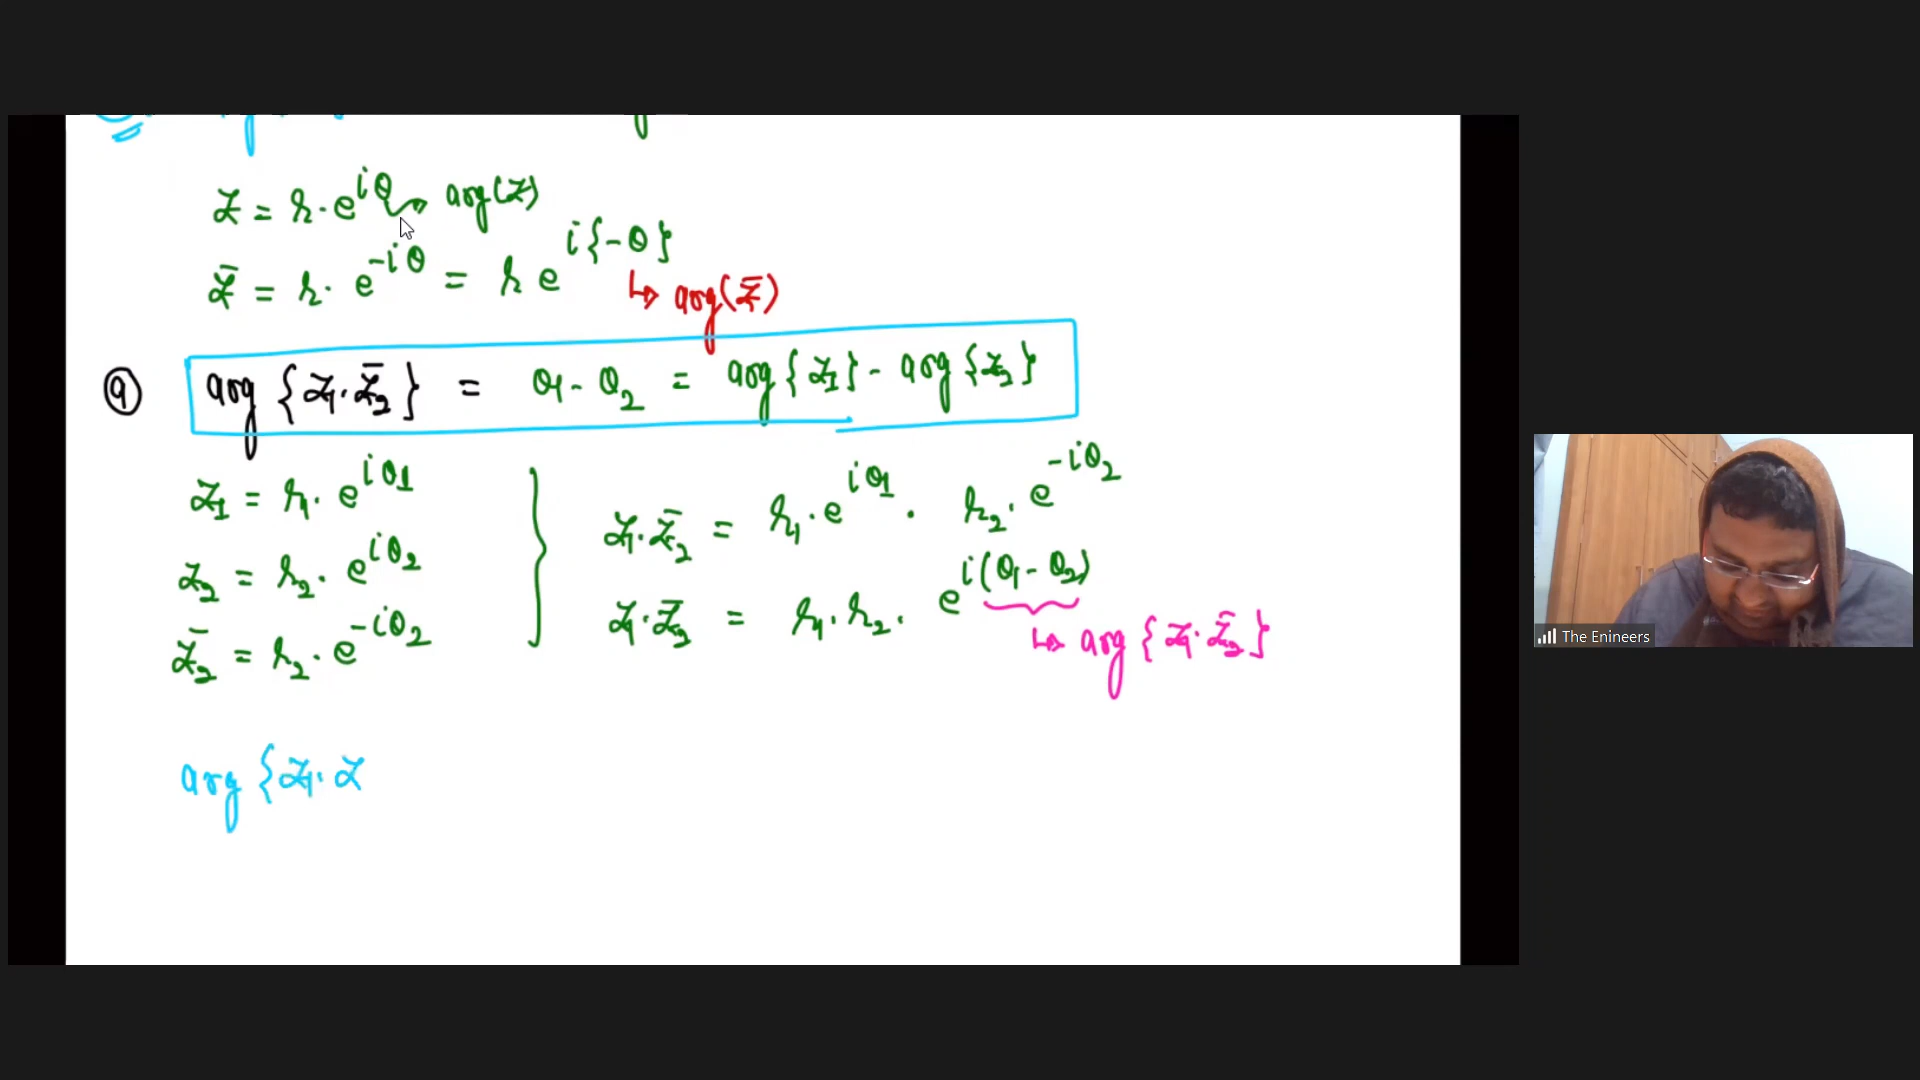 z = r·e^{iθ} → arg(z)
z̄ = r·e^{-iθ} = r e^{i{-θ}}
↳ arg(z̄)
⑨ arg {z₁·z̄₂} = θ₁ - θ₂ = arg {z₁} - arg {z₂}
z₁ = r₁·e^{iθ₁}
z₂ = r₂·e^{iθ₂}
z̄₂ = r₂·e^{-iθ₂}
z₁·z̄₂ = r₁·e^{iθ₁} · r₂·e^{-iθ₂}
z₁·z̄₂ = r₁·r₂·e^{i(θ₁-θ₂)}
↳ arg {z₁·z̄₂}
arg {z₁·z
The Enineers